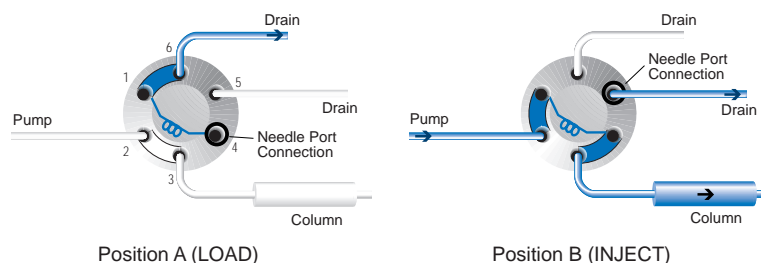 Drain
6
1
5
Drain
Pump
2
4
Needle Port
Connection
3
Column
Position A (LOAD)
Drain
Needle Port
Connection
Pump
Drain
Column
Position B (INJECT)